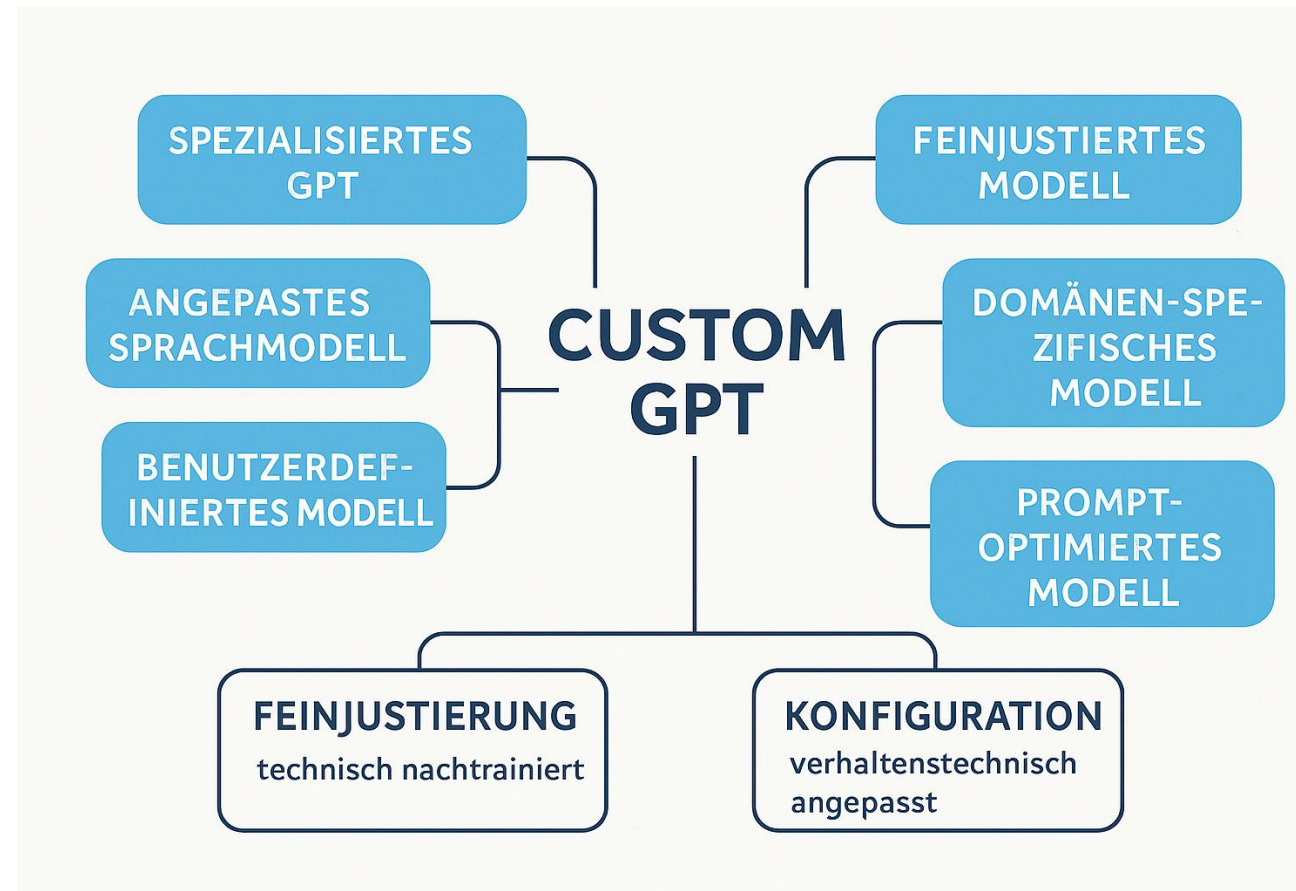 SPEZIALISIERTES
GPT
ANGEPASTES
SPRACHMODELL
BENUTZERDEF-
INIERTES MODELL
CUSTOM
GPT
FEINJUSTIERTES
MODELL
DOMÄNEN-SPE-
ZIFISCHES
MODELL
PROMPT-
OPTIMIERTES
MODELL
FEINJUSTIERUNG
technisch nachtrainiert
KONFIGURATION
verhaltenstechnisch
angepasst